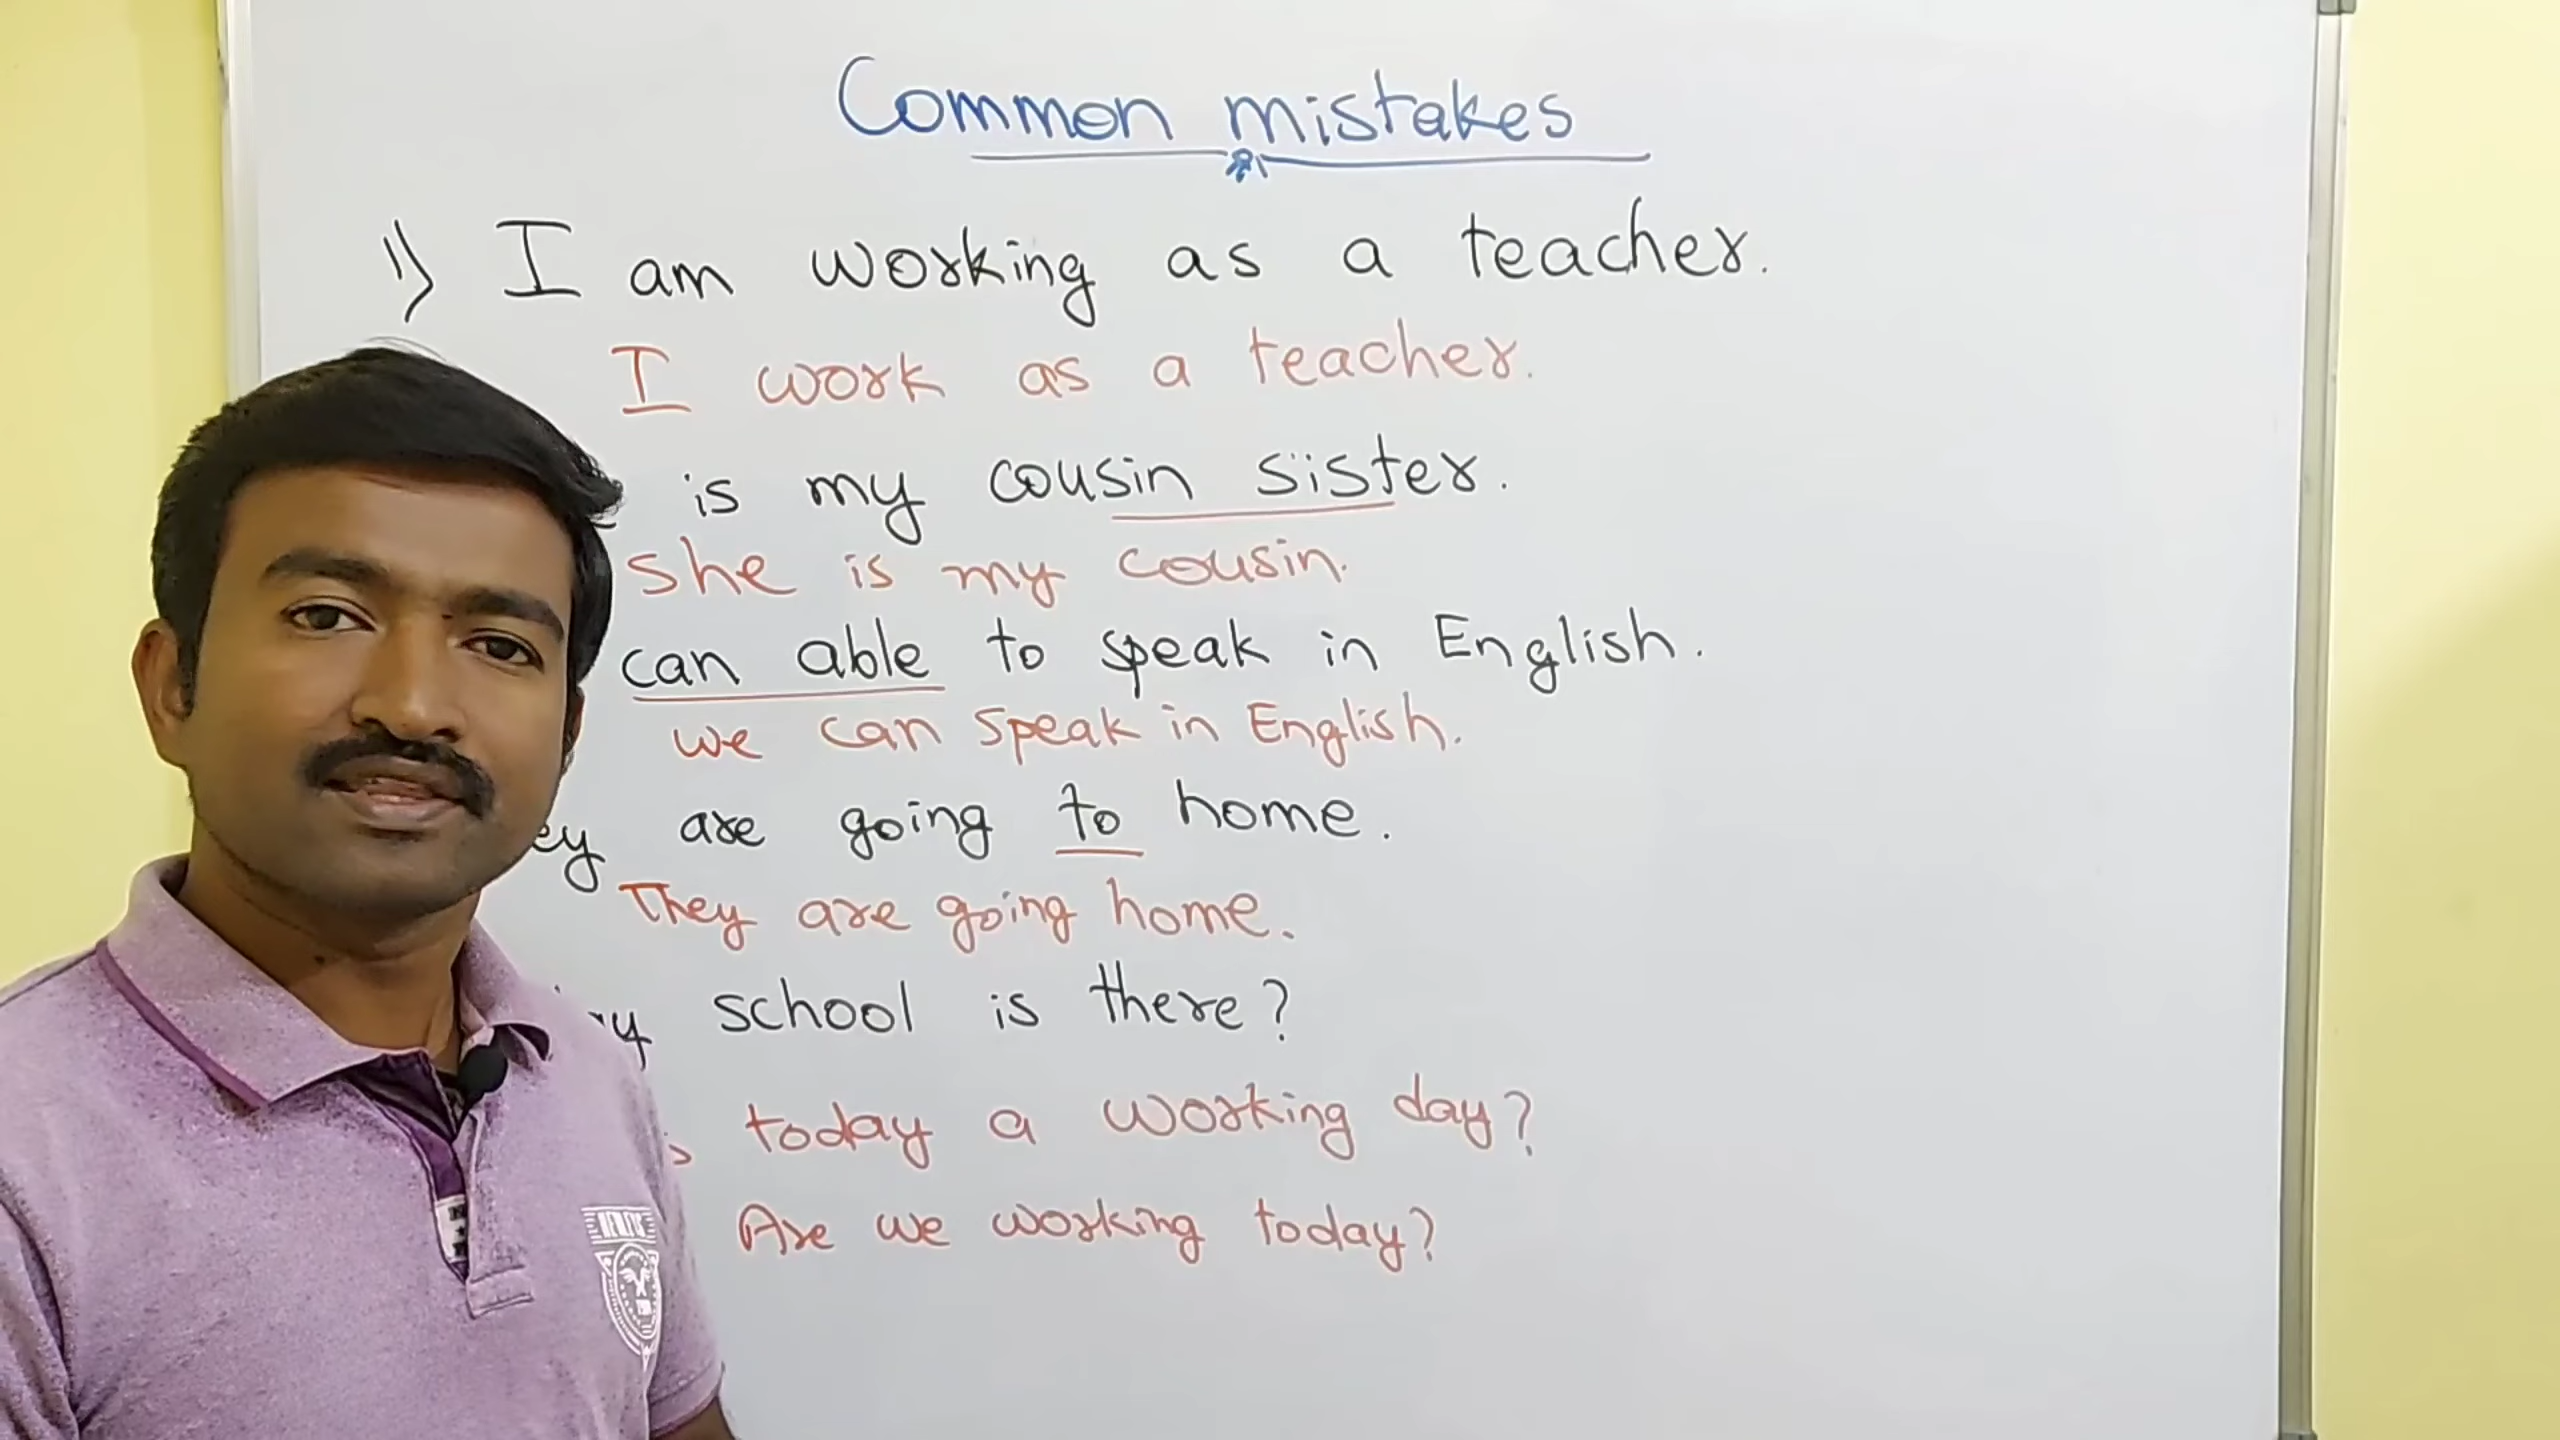 Common mistakes
1) I am working as a teacher.
I work as a teacher.
is my cousin sister.
She is my cousin.
can able to speak in English.
we can speak in English.
ey are going to home.
They are going home.
school is there?
today a working day?
Are we working today?